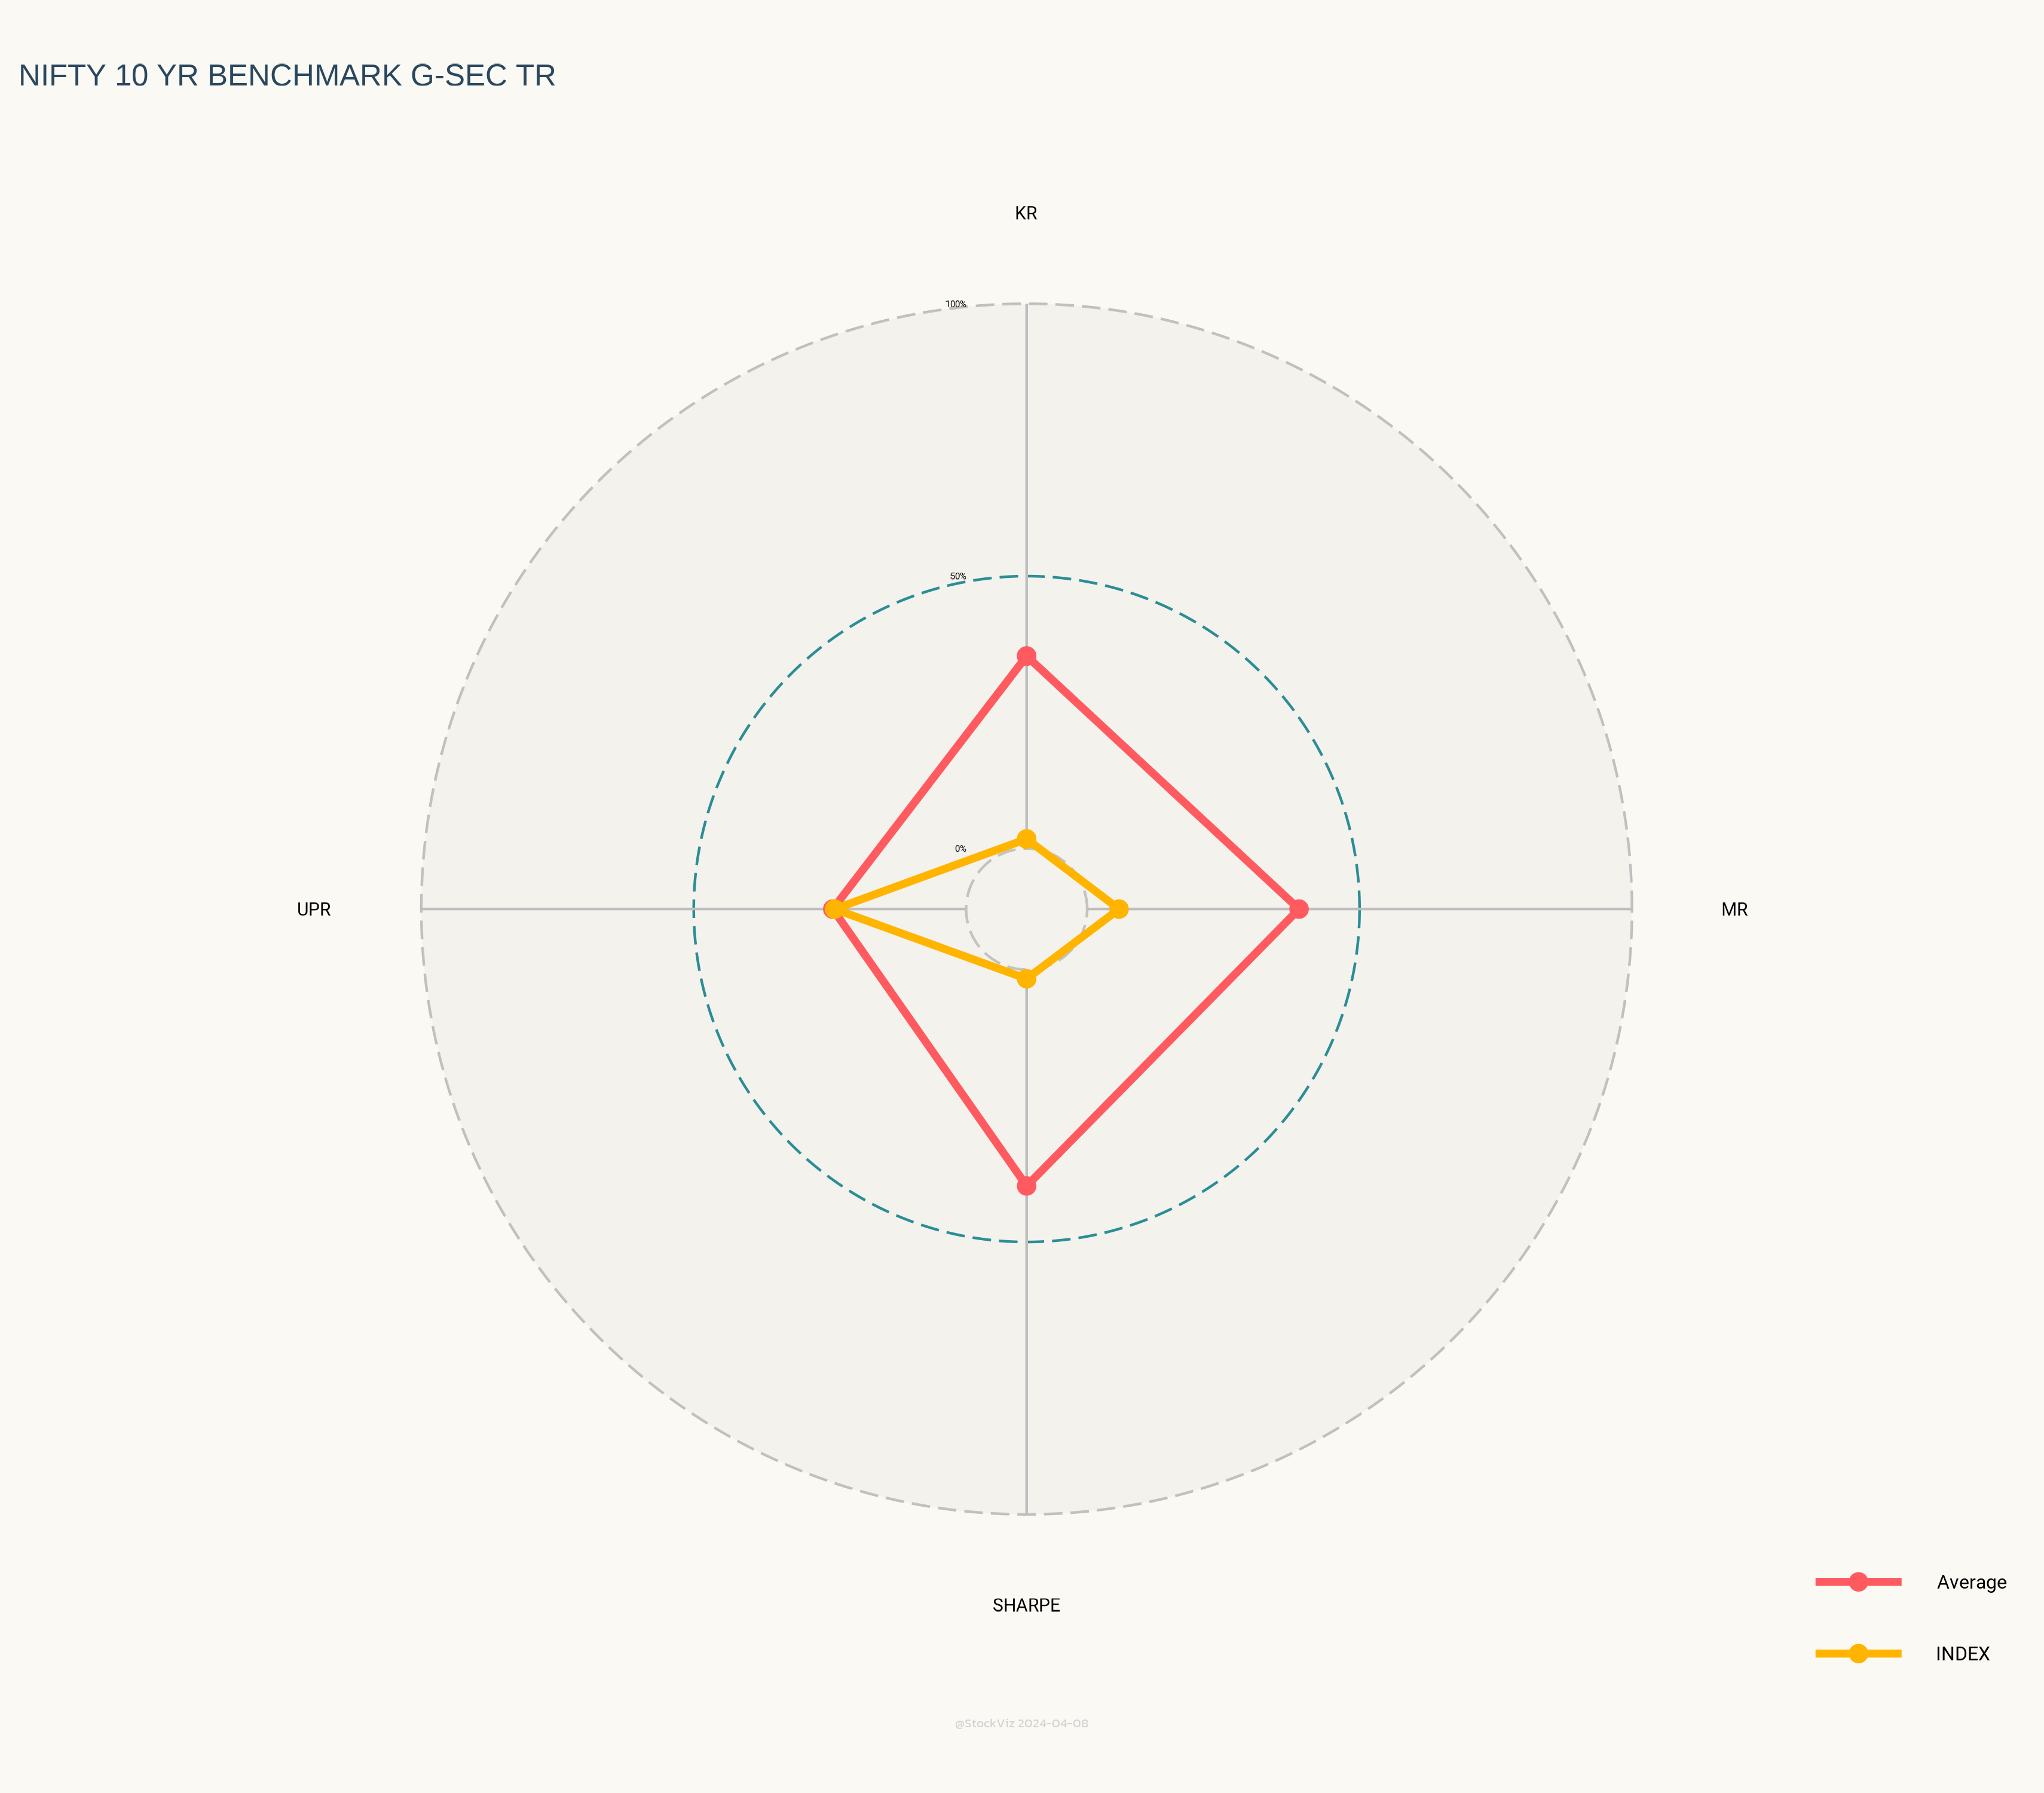 NIFTY 10 YR BENCHMARK G-SEC TR
KR
100%
50%
0%
UPR
MR
SHARPE
Average
INDEX
@StockViz 2024-04-08